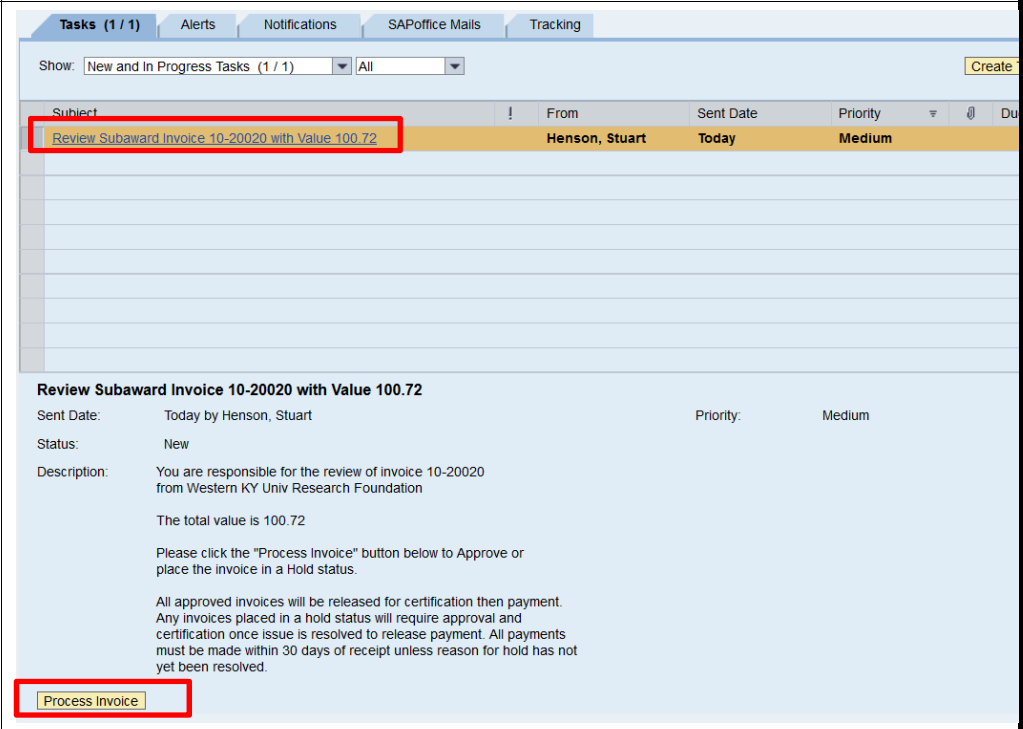 Tasks (1 / 1) Alerts Notifications SAPoffice Mails Tracking
Show: New and In Progress Tasks (1 / 1) All Create
Subject ! From Sent Date Priority
Review Subaward Invoice 10-20020 with Value 100.72 Henson, Stuart Today Medium
Review Subaward Invoice 10-20020 with Value 100.72
Sent Date: Today by Henson, Stuart Priority: Medium
Status: New
Description: You are responsible for the review of invoice 10-20020
from Western KY Univ Research Foundation
The total value is 100.72
Please click the "Process Invoice" button below to Approve or
place the invoice in a Hold status.
All approved invoices will be released for certification then payment.
Any invoices placed in a hold status will require approval and
certification once issue is resolved to release payment. All payments
must be made within 30 days of receipt unless reason for hold has not
yet been resolved.
Process Invoice